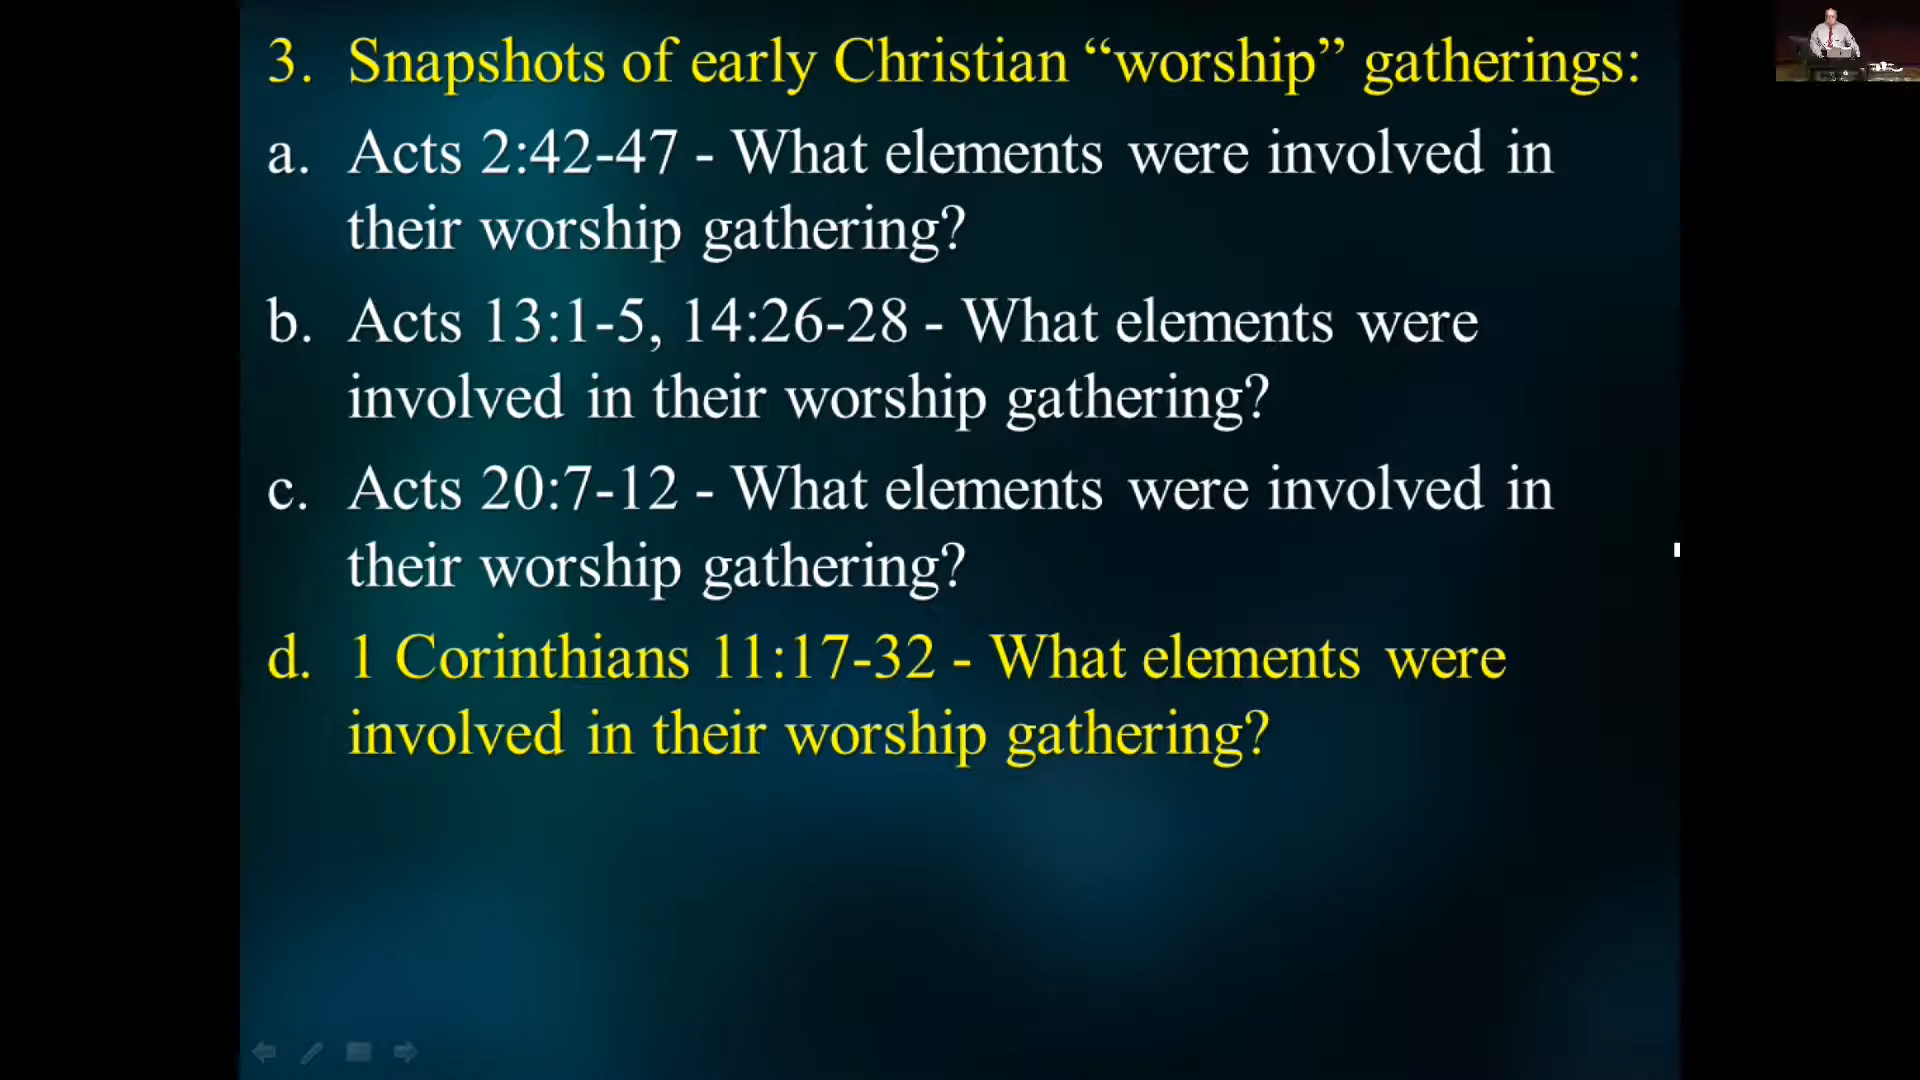 3. Snapshots of early Christian “worship” gatherings:
a. Acts 2:42-47 - What elements were involved in
their worship gathering?
b. Acts 13:1-5, 14:26-28 - What elements were
involved in their worship gathering?
c. Acts 20:7-12 - What elements were involved in
their worship gathering?
d. 1 Corinthians 11:17-32 - What elements were
involved in their worship gathering?